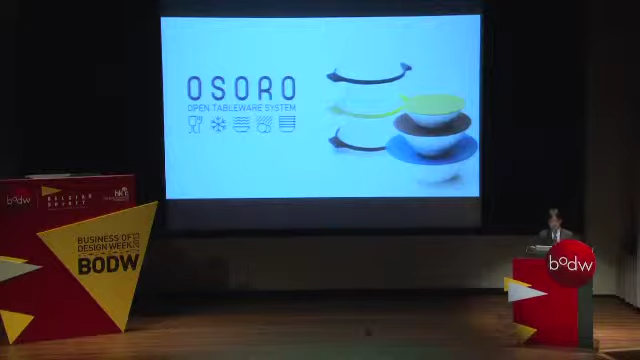 OSORO
OPEN TABLEWARE SYSTEM
bodw
BUSINESS OF
DESIGN WEEK
BODW
bodw